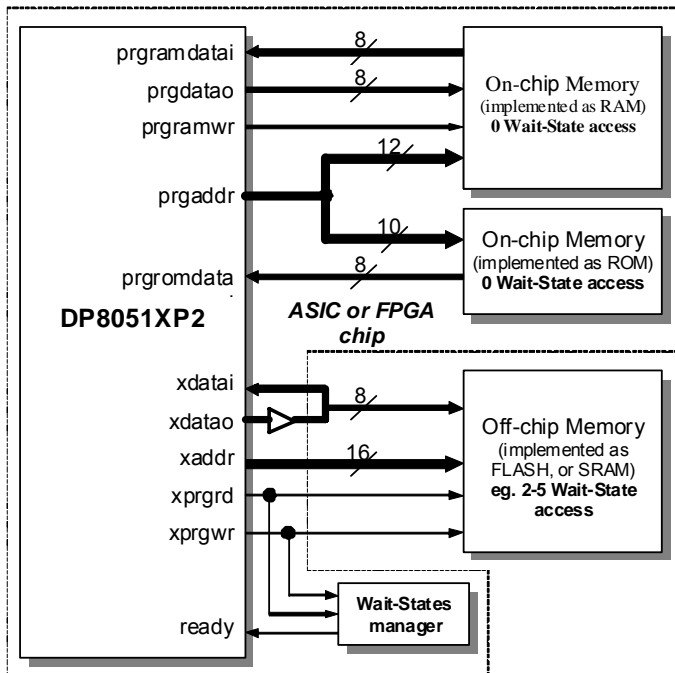 prgramdatai
8
prgdatao
8
prgramwr
On-chip Memory
(implemented as RAM)
0 Wait-State access
12
prgaddr
10
On-chip Memory
(implemented as ROM)
0 Wait-State access
prgromdata
8
DP8051XP2
ASIC or FPGA
chip
xdatai
8
xdatao
xaddr
16
xprgrd
xprgwr
Off-chip Memory
(implemented as
FLASH, or SRAM)
eg. 2-5 Wait-State
access
Wait-States
manager
ready